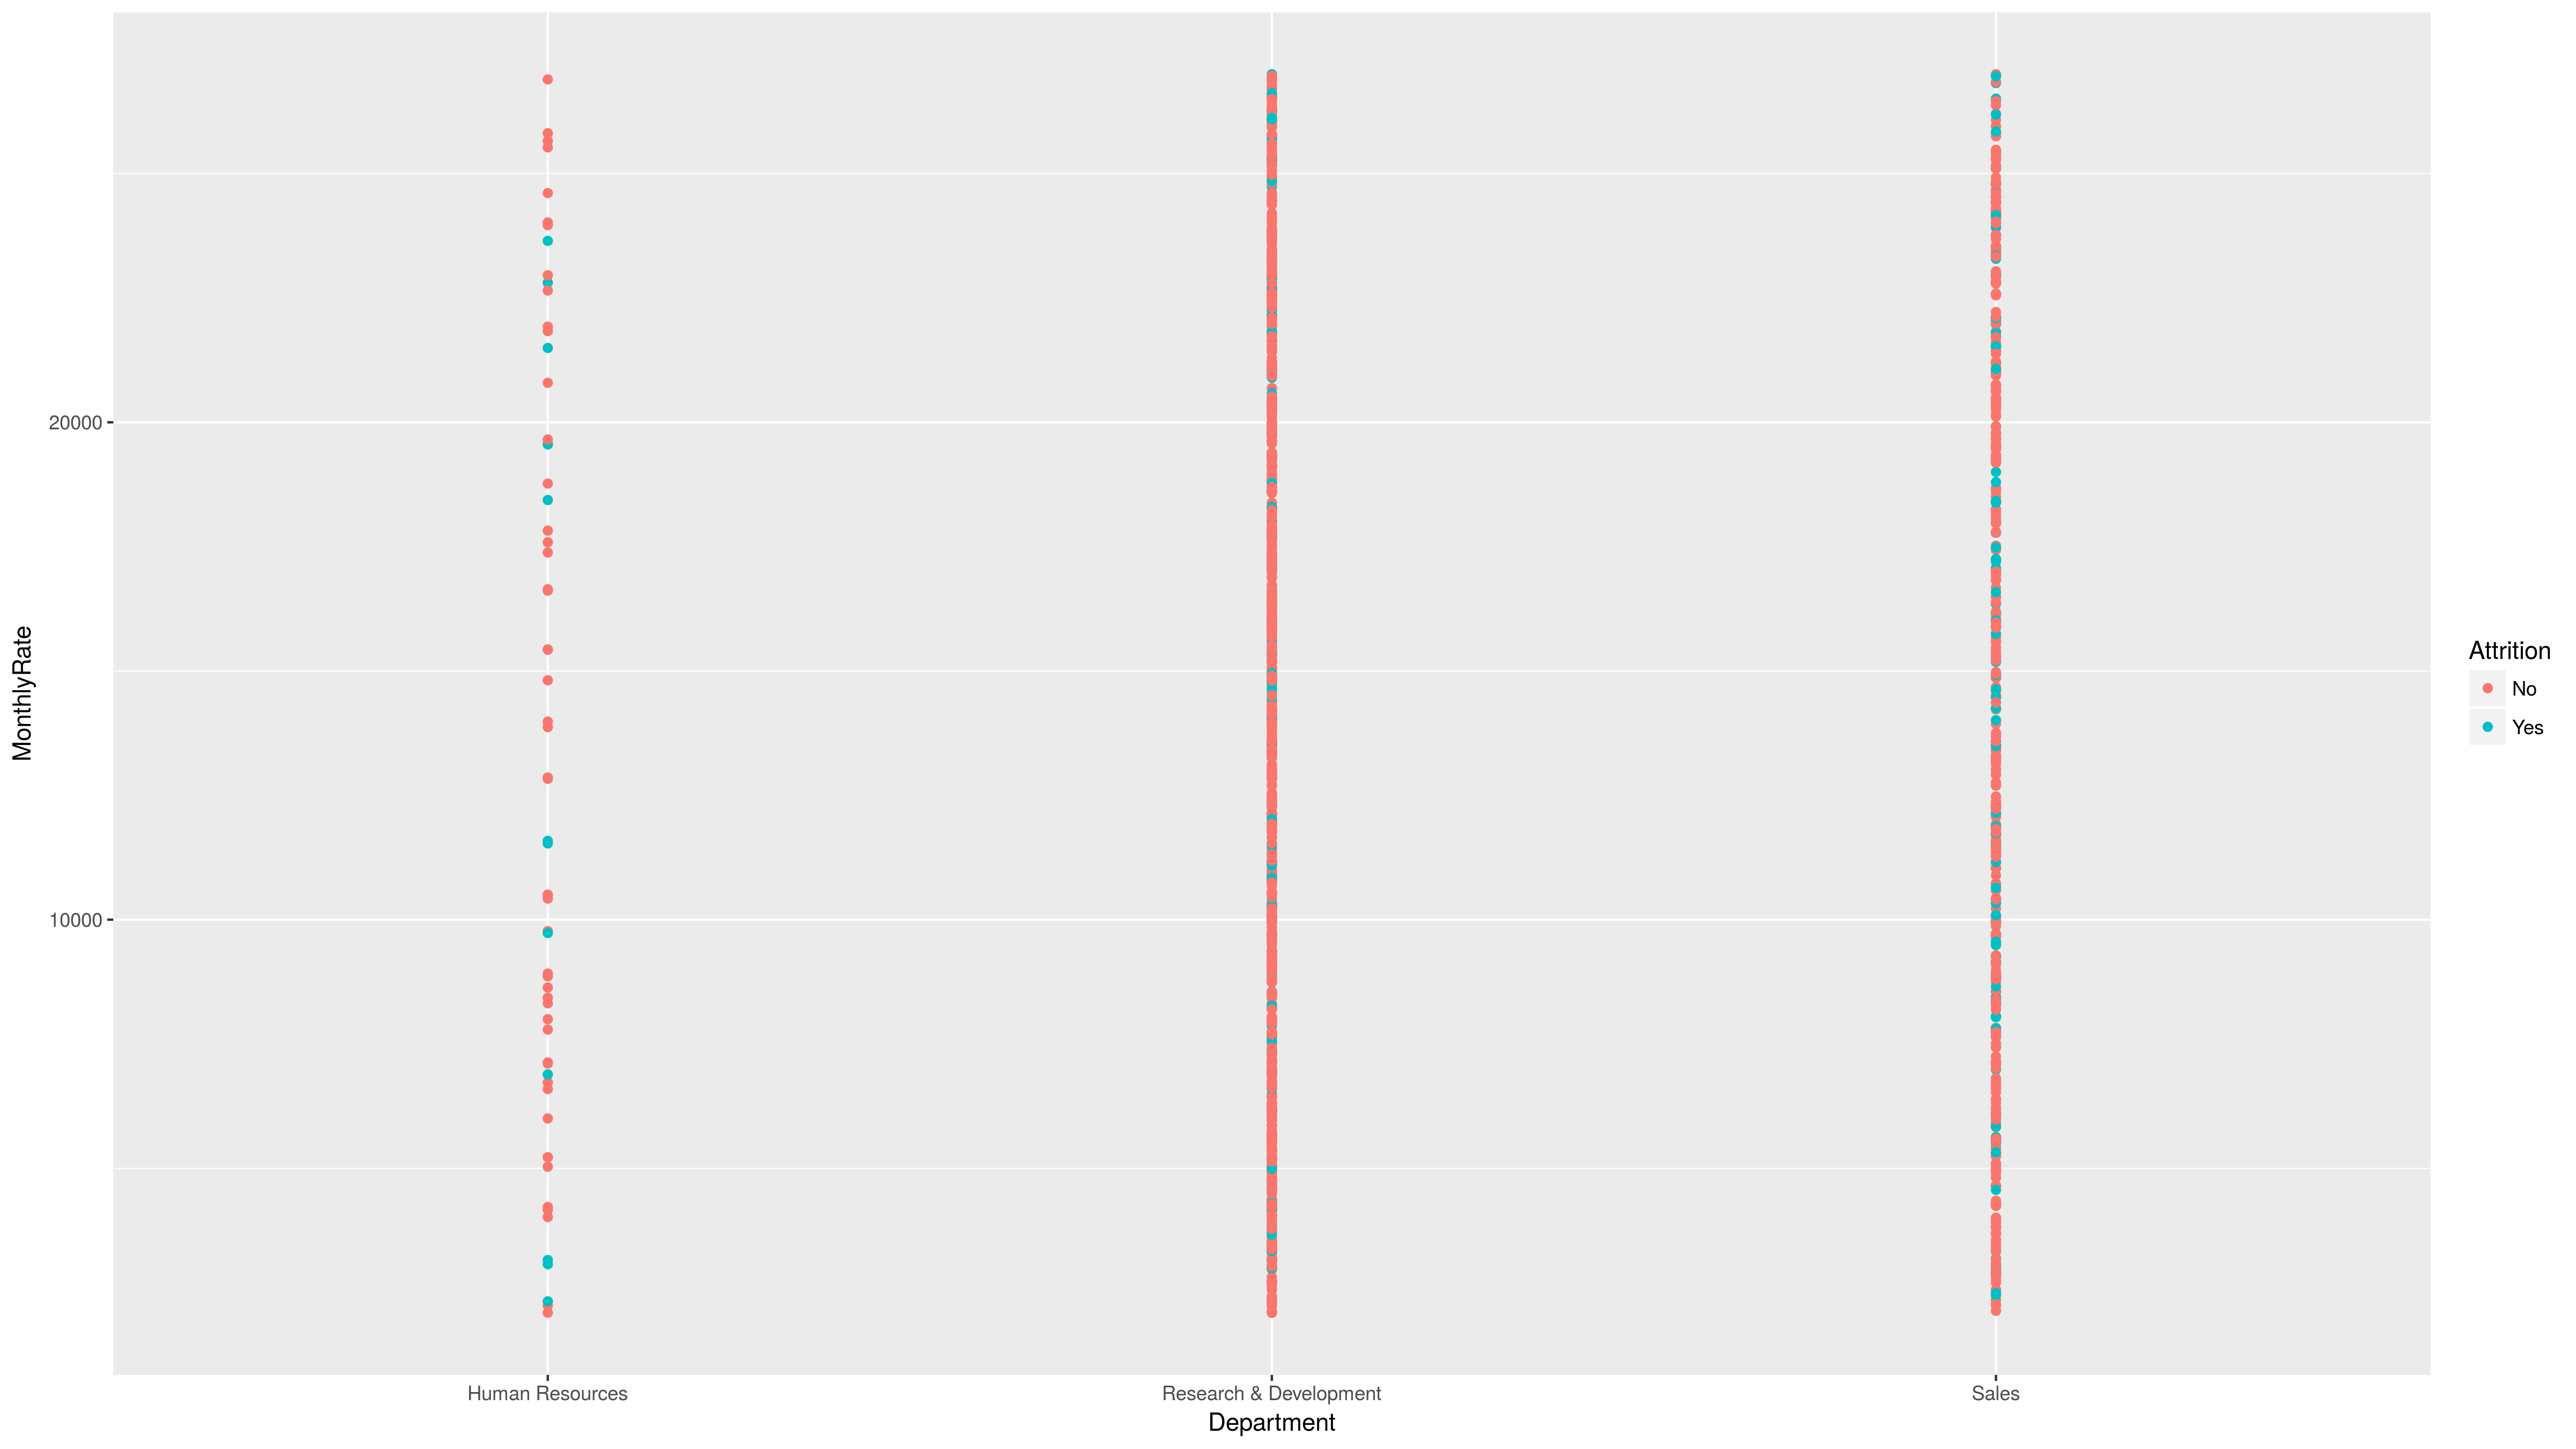 MonthlyRate
20000
10000
Human Resources
Research & Development
Sales
Department
Attrition
No
Yes